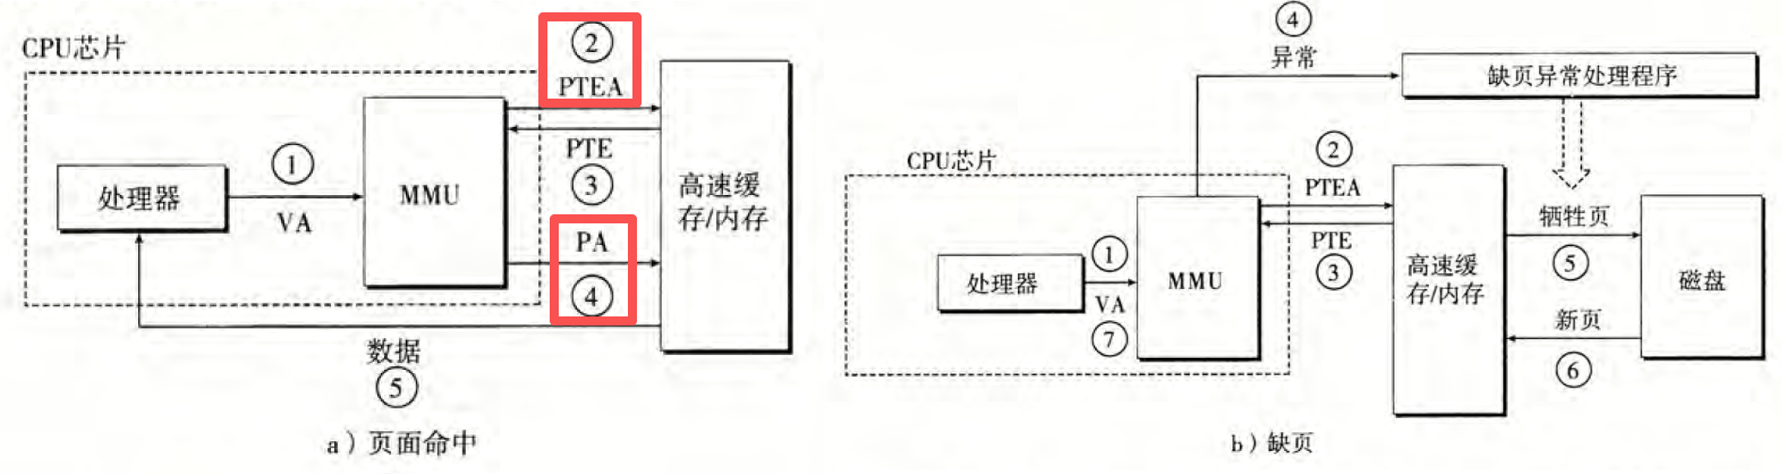 CPU芯片
②
PTEA
①
VA
处理器
MMU
PTE
③
高速缓
存/内存
PA
④
数据
⑤
a）页面命中
④
异常
缺页异常处理程序
CPU芯片
②
PTEA
PTE
③
①
VA
⑦
处理器
MMU
高速缓
存/内存
牺牲页
⑤
磁盘
新页
⑥
b）缺页